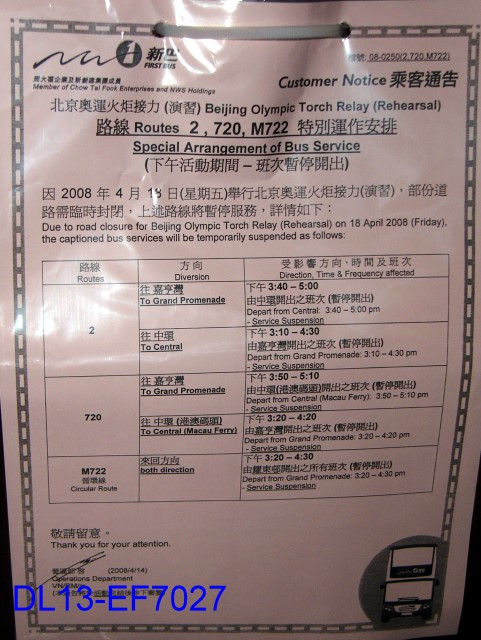 新巴
FIRST BUS
周大福企業及新創建集團成員
Member of Chow Tai Fook Enterprises and NWS Holdings
編號: 08-0250(2,720,M722)
Customer Notice 乘客通告
北京奧運火炬接力 (演習) Beijing Olympic Torch Relay (Rehearsal)
路線 Routes 2 , 720, M722 特別運作安排
Special Arrangement of Bus Service
(下午活動期間 – 班次暫停開出)
因 2008 年 4 月 18 日(星期五)舉行北京奧運火炬接力(演習)，部份道
路需臨時封閉，上述路線將暫停服務，詳情如下：
Due to road closure for Beijing Olympic Torch Relay (Rehearsal) on 18 April 2008 (Friday),
the captioned bus services will be temporarily suspended as follows:
路線
Routes
方向
Diversion
受影響方向、時間及班次
Direction, Time & Frequency affected
2
往 嘉亨灣
To Grand Promenade
下午 3:40 – 5:00
由中環開出之班次 (暫停開出)
Depart from Central: 3:40 – 5:00 pm
- Service Suspension
往 中環
To Central
下午 3:10 – 4:30
由嘉亨灣開出之班次 (暫停開出)
Depart from Grand Promenade: 3:10 – 4:30 pm
- Service Suspension
720
往 嘉亨灣
To Grand Promenade
下午 3:50 – 5:10
由中環(港澳碼頭)開出之班次 (暫停開出)
Depart from Central (Macau Ferry): 3:50 – 5:10 pm
- Service Suspension
往 中環 (港澳碼頭)
To Central (Macau Ferry)
下午 3:20 – 4:20
由嘉亨灣開出之班次 (暫停開出)
Depart from Grand Promenade: 3:20 – 4:20 pm
- Service Suspension
M722
循環線
Circular Route
來回方向
both direction
下午 3:20 – 4:30
由耀東邨開出之所有班次 (暫停開出)
Depart from Grand Promenade: 3:20 – 4:30 pm
- Service Suspension
敬請留意。
Thank you for your attention.
營運部 啓 (2008/4/14)
Operations Department
DL13-EF7027